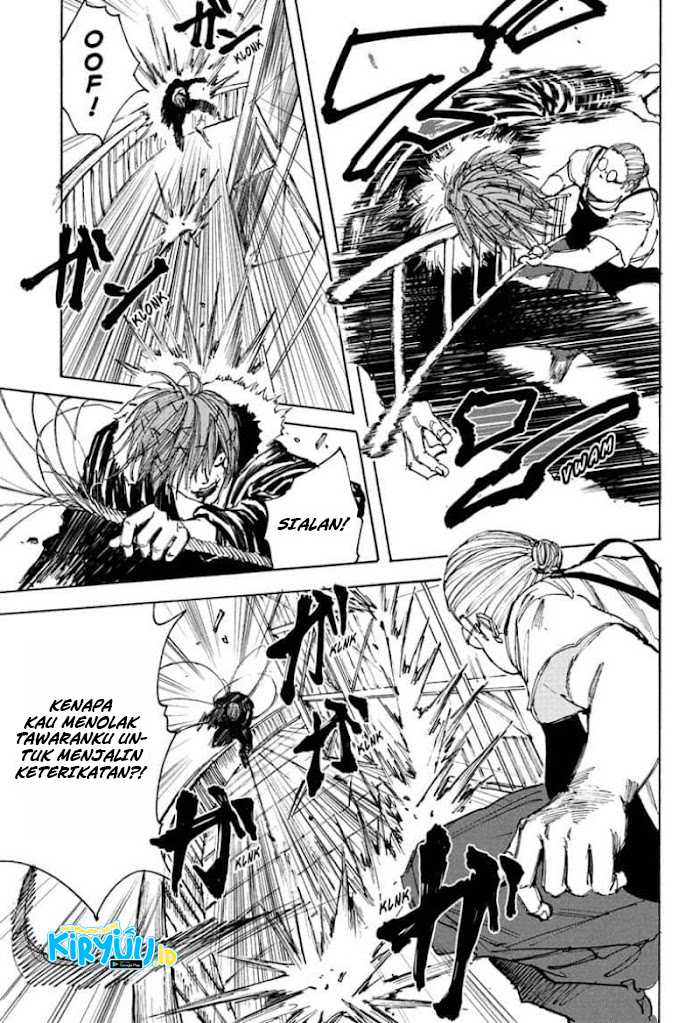 ガン
KLONK
OOF!
ガン
KLONK
VWAM
SIALAN!
ガ
KLNK
ガ
KLNK
ガ
KLNK
ガ
KLNK
KENAPA
KAU MENOLAK
TAWARANKU UN-
TUK MENJALIN
KETERIKATAN?!
KIRYUU.ID